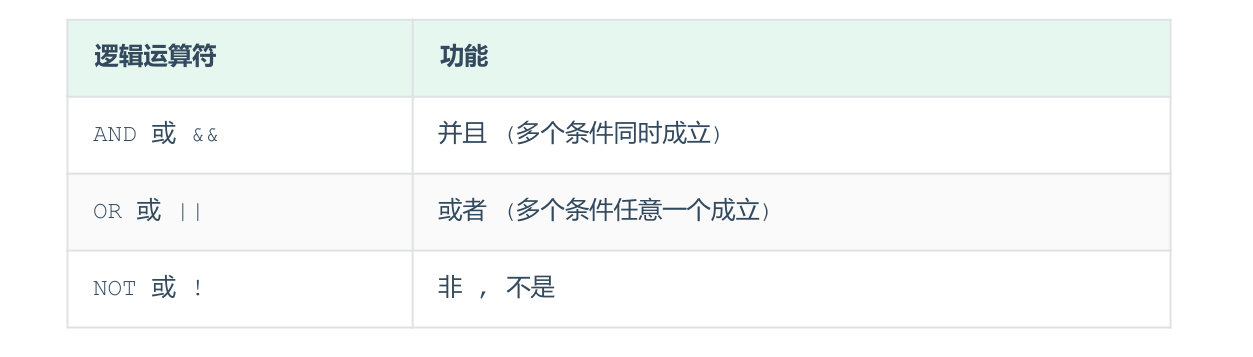 逻辑运算符 功能
AND 或 && 并且 (多个条件同时成立)
OR 或 || 或者 (多个条件任意一个成立)
NOT 或 ! 非 , 不是